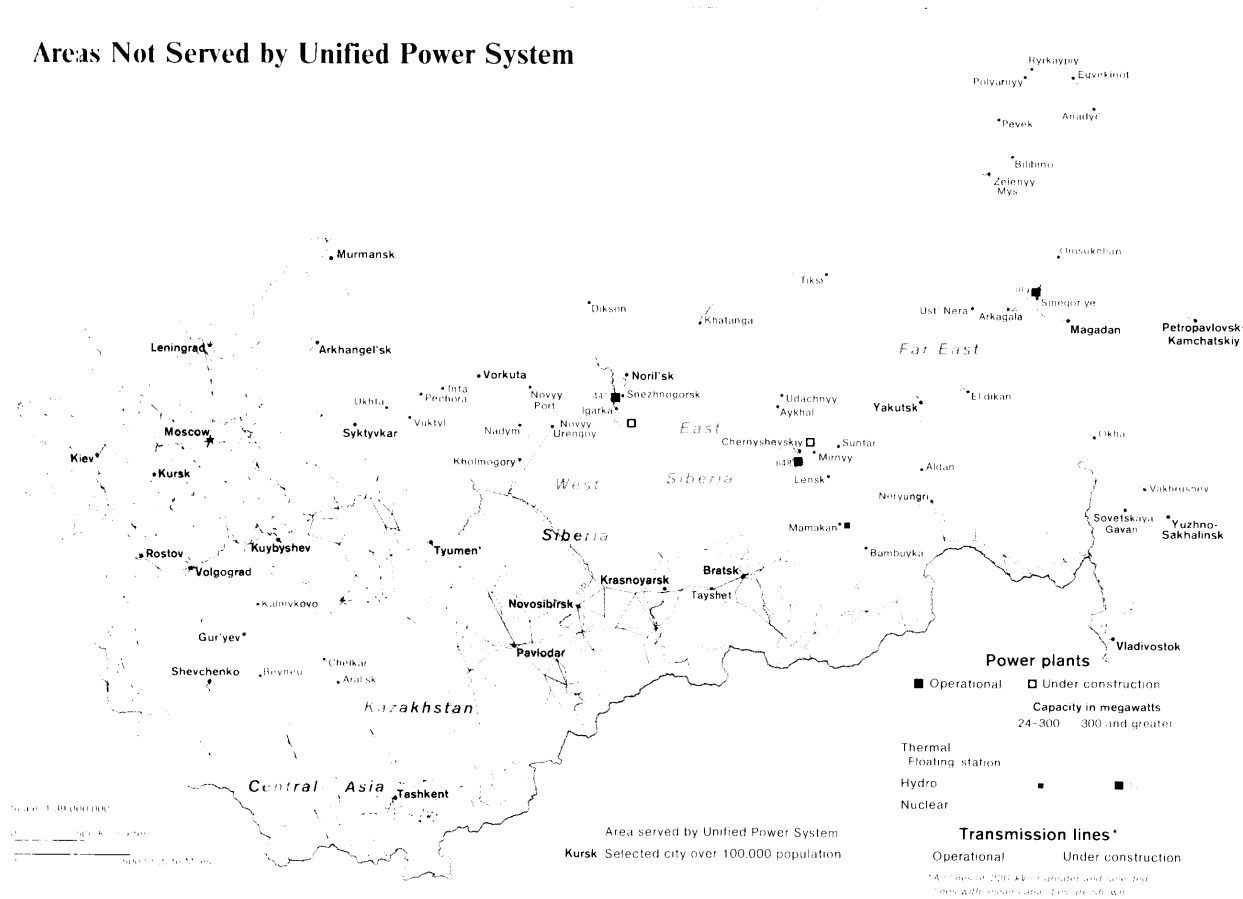 Areas Not Served by Unified Power System
Ryrkaypiy
Polyarnyy
Egvekinot
Anadyr'
Pevek
Bilibino
Zelenyy
Mys
Murmansk
Omsukchan
Tiksi
Dikson
Khatanga
Ust' Nera
Arkagala
Sinegor'ye
Magadan
Petropavlovsk-
Kamchatskiy
Far East
Leningrad
Arkhangel'sk
Vorkuta
Noril'sk
Inta
Pechora
Novyy
Port
441
Snezhnogorsk
Igarka
Udachnyy
Aykhal
Yakutsk
El'dikan
Ukhta
Vuktyl
Syktyvkar
Nadym
Novyy
Urengoy
East
Siberia
Chernyshevskiy
Suntar
Mirnyy
648
Lensk
Okha
Moscow
Kiev
Kursk
Kholmogory
West
Siberia
Aldan
Neryungri
Mamakan
Bambuyka
Vakhrushev
Sovetskaya
Gavan'
Yuzhno-
Sakhalinsk
Rostov
Kuybyshev
Volgograd
Tyumen'
Krasnoyarsk
Bratsk
Tayshet
Novosibirsk
Kalmykovo
Gur'yev
Pavlodar
Vladivostok
Shevchenko
Beyneu
Chelkar
Aral'sk
Kazakhstan
Central Asia
Tashkent
Power plants
Operational
Under construction
Capacity in megawatts
24-300
300 and greater
Thermal
Floating station
Hydro
Nuclear
Transmission lines*
Operational
Under construction
Area served by Unified Power System
Kursk Selected city over 100,000 population